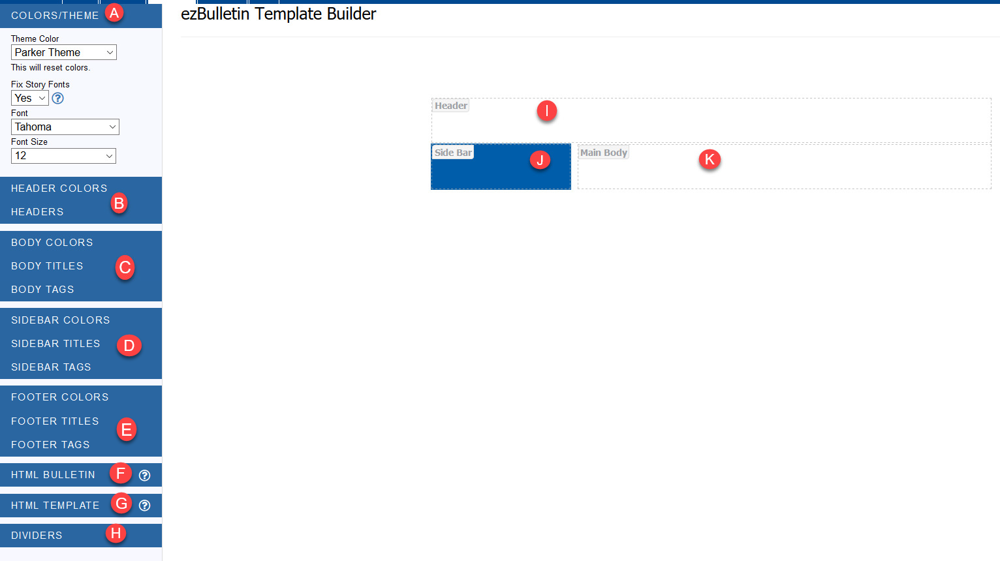 COLORS/THEME A
Theme Color
Parker Theme
This will reset colors.
Fix Story Fonts
Yes ?
Font
Tahoma
Font Size
12
HEADER COLORS
B
HEADERS
BODY COLORS
BODY TITLES C
BODY TAGS
SIDEBAR COLORS
SIDEBAR TITLES D
SIDEBAR TAGS
FOOTER COLORS
FOOTER TITLES
E
FOOTER TAGS
HTML BULLETIN F ?
HTML TEMPLATE G ?
DIVIDERS H
ezBulletin Template Builder
Header I
Side Bar J
Main Body K